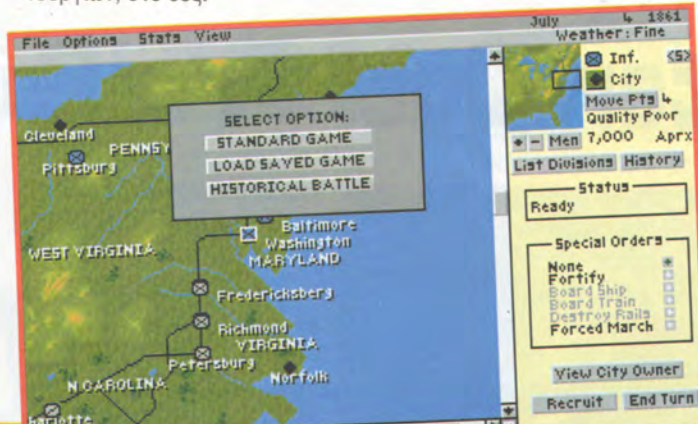 July 4 1861
File Options Stats View
Weather: Fine
Inf. <5>
City
Move Pts 4
Quality Poor
+ - Men 7,000 Aprx
List Divisions History
Status
Ready
Special Orders
None
Fortify
Board Ship
Board Train
Destroy Rails
Forced March
View City Owner
Recruit End Turn
SELECT OPTION:
STANDARD GAME
LOAD SAVED GAME
HISTORICAL BATTLE
Cleveland
PENNSY
Pittsburg
Baltimore
Washington
WEST VIRGINIA
MARYLAND
Fredericksberg
Richmond
VIRGINIA
Petersburg
Norfolk
N.CAROLINA
harlotte